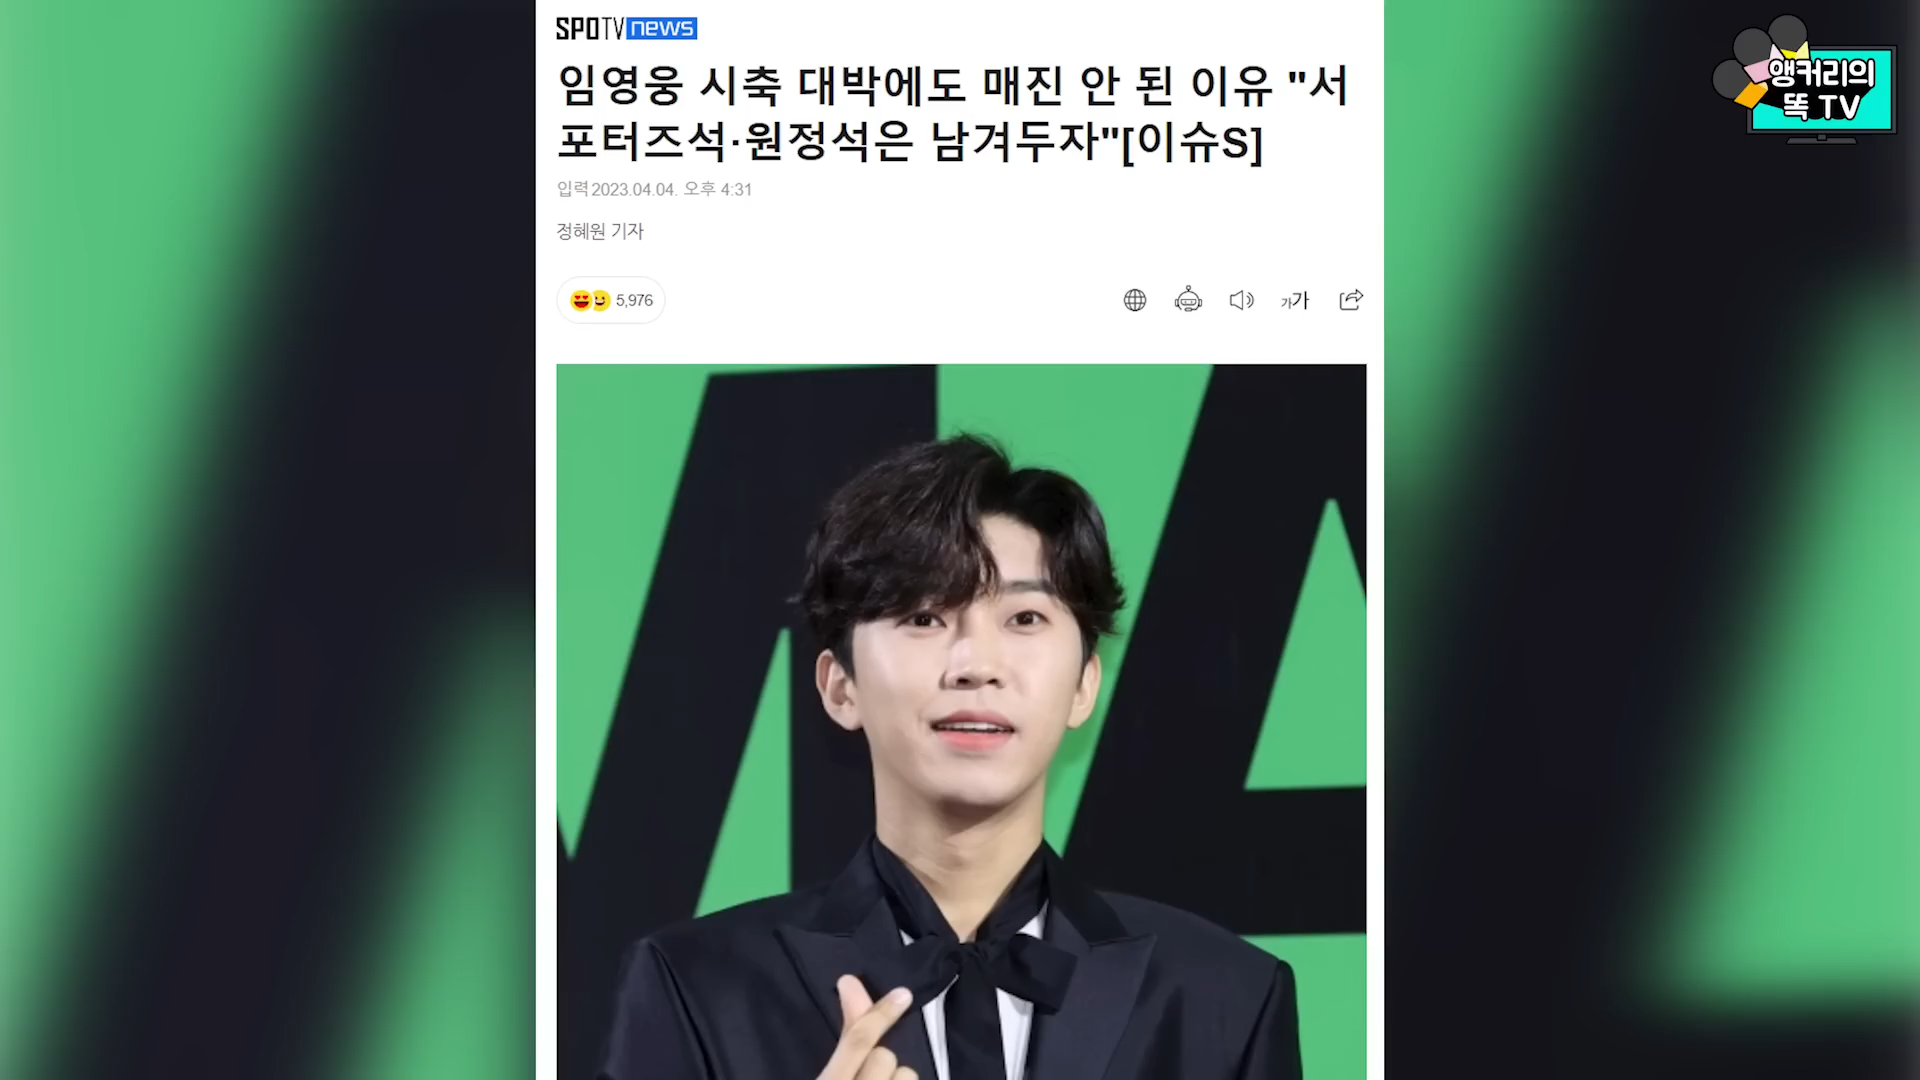 SPOTV news
임영웅 시축 대박에도 매진 안 된 이유 "서
포터즈석·원정석은 남겨두자"[이슈S]
입력 2023.04.04. 오후 4:31
정혜원 기자
5,976
가가
앵커리의
똑 TV